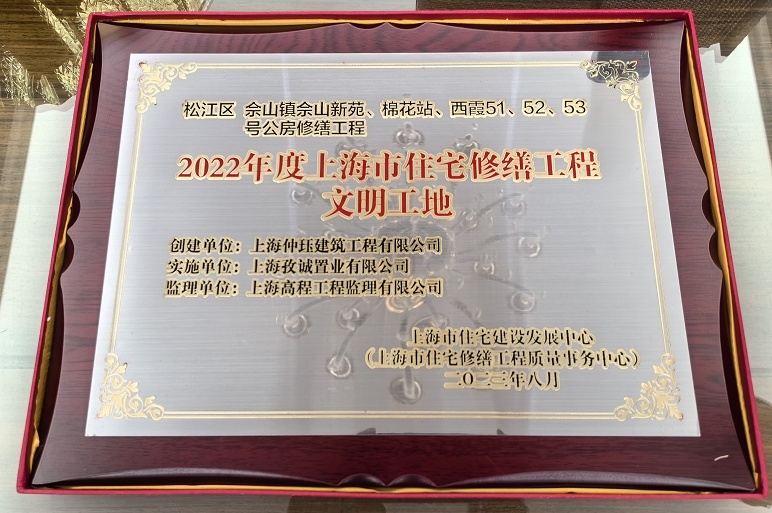 松江区 佘山镇佘山新苑、棉花站、西霞51、52、53
号公房修缮工程
2022年度上海市住宅修缮工程
文明工地
创建单位：上海仲珏建筑工程有限公司
实施单位：上海孜诚置业有限公司
监理单位：上海高程工程监理有限公司
上海市住宅建设发展中心
（上海市住宅修缮工程质量事务中心）
二〇二三年八月